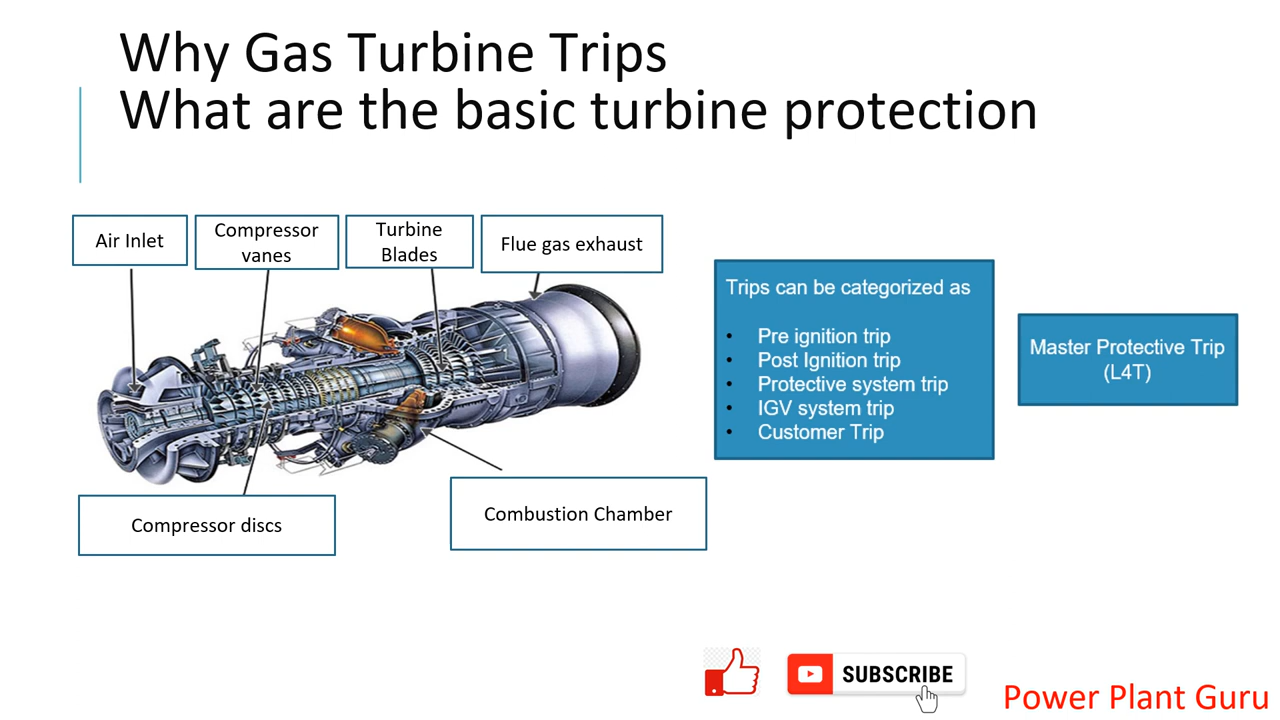 Why Gas Turbine Trips
What are the basic turbine protection
Air Inlet
Compressor
vanes
Turbine
Blades
Flue gas exhaust
Compressor discs
Combustion Chamber
Trips can be categorized as
• Pre ignition trip
• Post Ignition trip
• Protective system trip
• IGV system trip
• Customer Trip
Master Protective Trip
(L4T)
SUBSCRIBE
Power Plant Guru